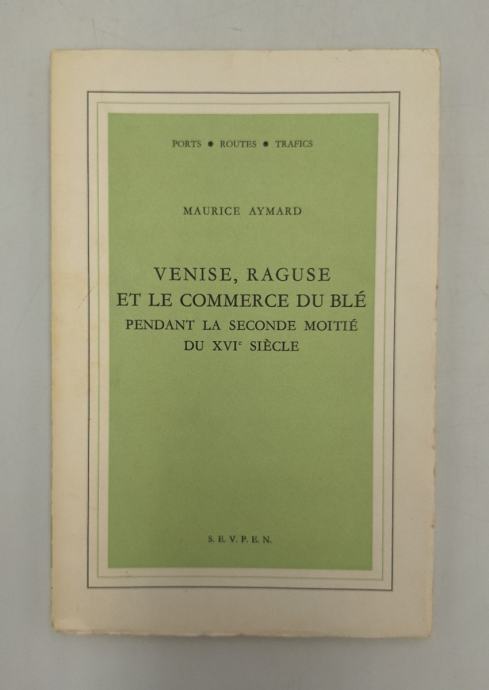 PORTS • ROUTES • TRAFICS
MAURICE AYMARD
VENISE, RAGUSE
ET LE COMMERCE DU BLÉ
PENDANT LA SECONDE MOITIÉ
DU XVIᵉ SIÈCLE
S. E. V. P. E. N.